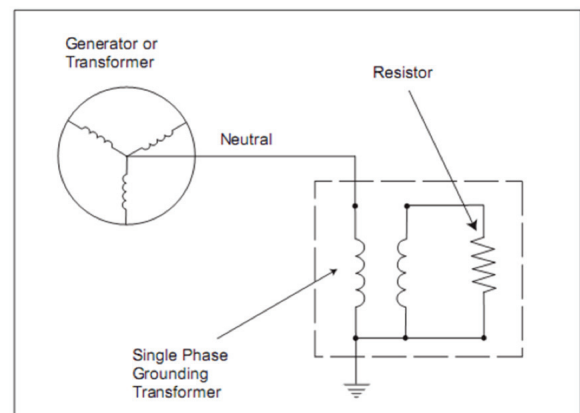 Generator or
Transformer
Resistor
Neutral
Single Phase
Grounding
Transformer